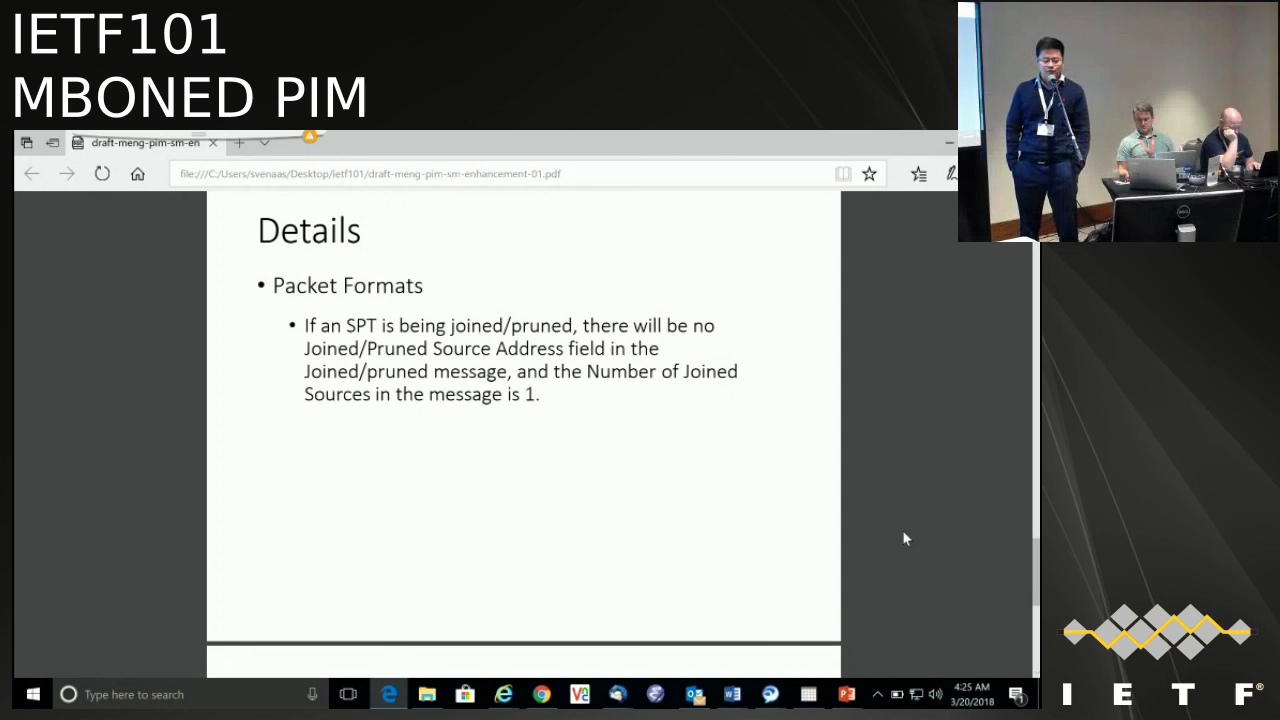 IETF101
MBONED PIM
draft-meng-pim-sm-en
file:///C:/Users/svenaas/Desktop/ietf101/draft-meng-pim-sm-enhancement-01.pdf
Details
• Packet Formats
• If an SPT is being joined/pruned, there will be no
Joined/Pruned Source Address field in the
Joined/pruned message, and the Number of Joined
Sources in the message is 1.
Type here to search
4:25 AM
3/20/2018
I E T F®